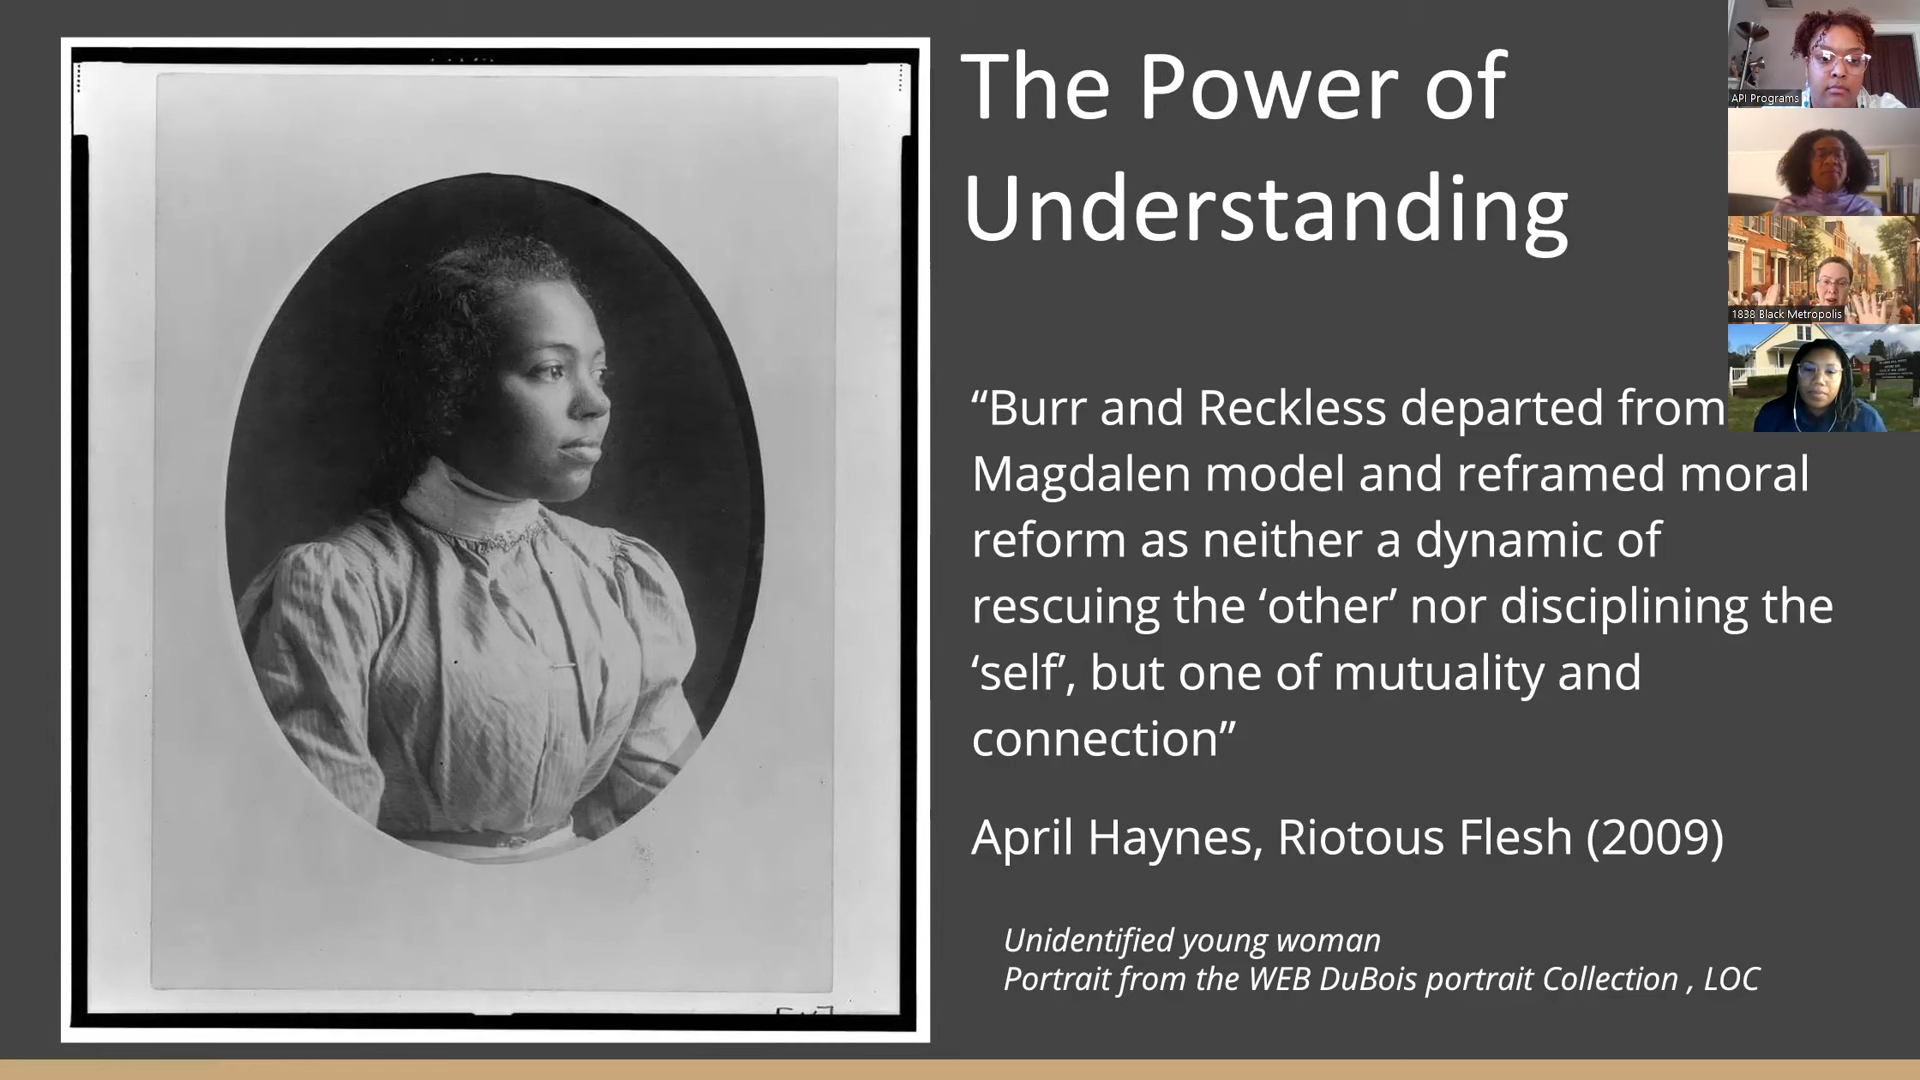 The Power of
Understanding
“Burr and Reckless departed from
Magdalen model and reframed moral
reform as neither a dynamic of
rescuing the ‘other’ nor disciplining the
‘self’, but one of mutuality and
connection”
April Haynes, Riotous Flesh (2009)
Unidentified young woman
Portrait from the WEB DuBois portrait Collection , LOC
API Programs
1838 Black Metropolis